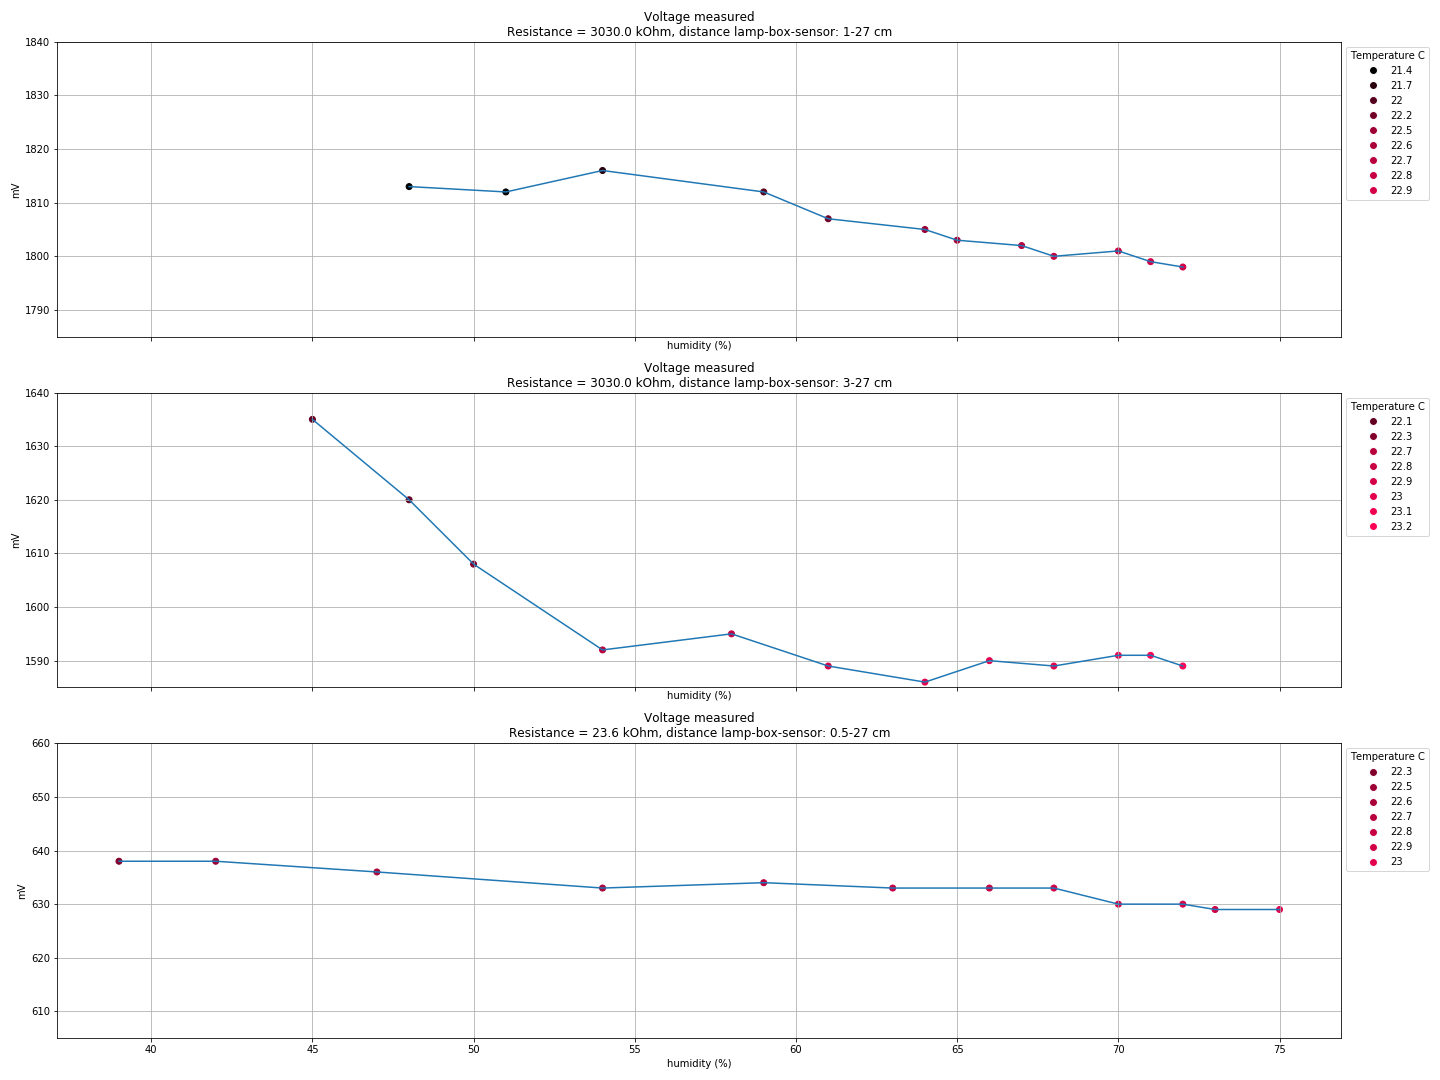 Voltage measured
Resistance = 3030.0 kOhm, distance lamp-box-sensor: 1-27 cm
1840
1830
1820
1810
1800
1790
mV
humidity (%)
Temperature C
21.4
21.7
22
22.2
22.5
22.6
22.7
22.8
22.9
Voltage measured
Resistance = 3030.0 kOhm, distance lamp-box-sensor: 3-27 cm
1640
1630
1620
1610
1600
1590
mV
humidity (%)
Temperature C
22.1
22.3
22.7
22.8
22.9
23
23.1
23.2
Voltage measured
Resistance = 23.6 kOhm, distance lamp-box-sensor: 0.5-27 cm
660
650
640
630
620
610
mV
40 45 50 55 60 65 70 75
humidity (%)
Temperature C
22.3
22.5
22.6
22.7
22.8
22.9
23